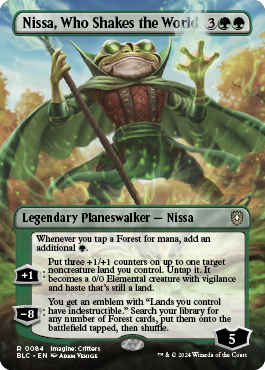 Nissa, Who Shakes the World 3
Legendary Planeswalker — Nissa
Whenever you tap a Forest for mana, add an
additional .
+1
Put three +1/+1 counters on up to one target
noncreature land you control. Untap it. It
becomes a 0/0 Elemental creature with vigilance
and haste that's still a land.
−8
You get an emblem with "Lands you control
have indestructible." Search your library for
any number of Forest cards, put them onto the
battlefield tapped, then shuffle.
5
R 0084 Imagine: Critters
BLC • EN Adam Vehige
™ & © 2024 Wizards of the Coast